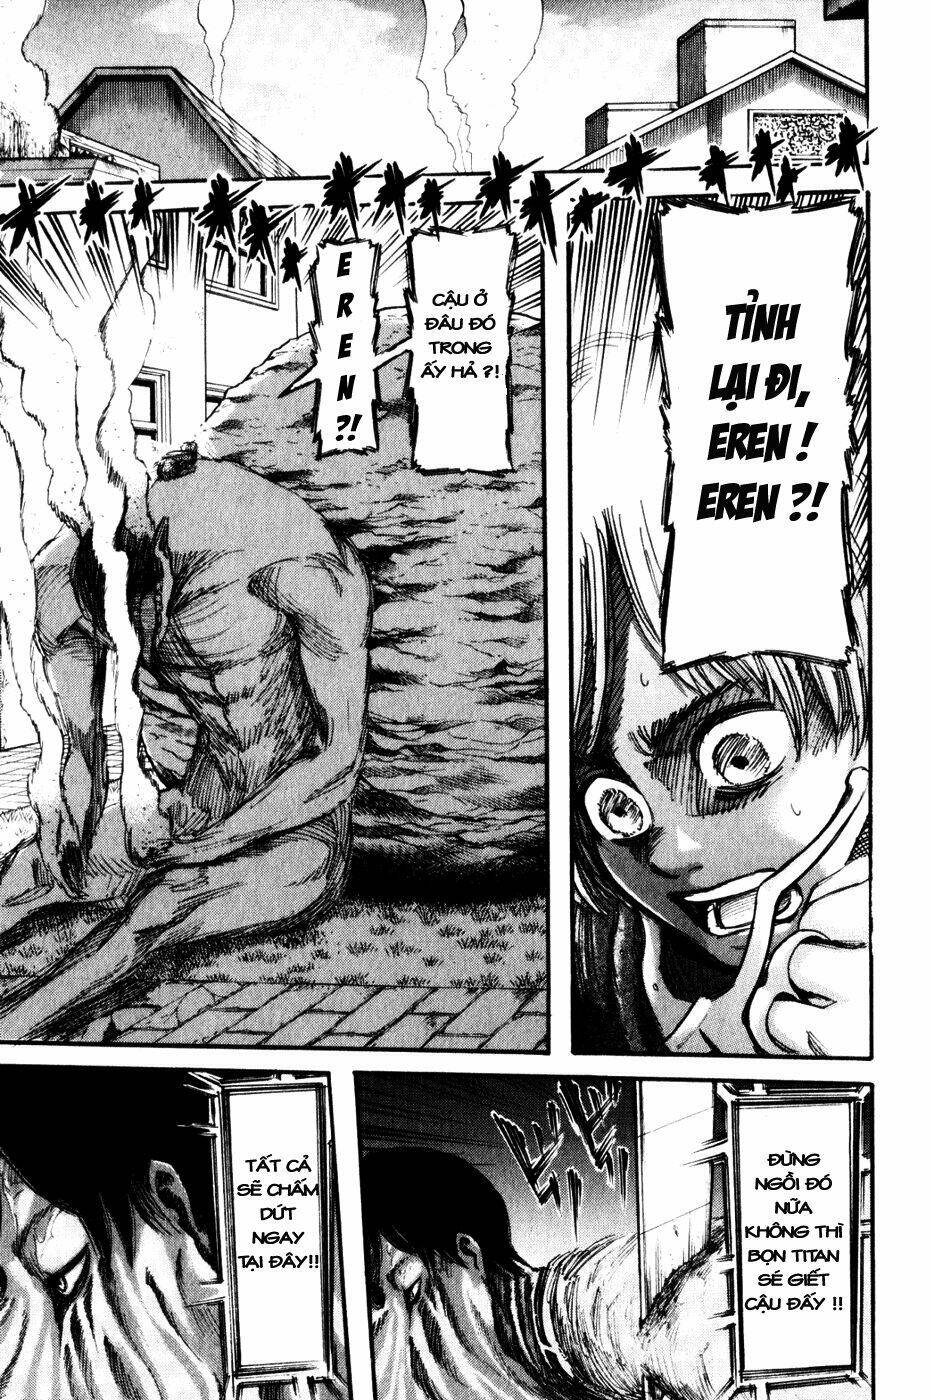 TỈNH
LẠI ĐI,
EREN !
EREN ?!
CẬU Ở
ĐÂU ĐÓ
TRONG
ẤY HẢ ?!
EREN?!
ĐỪNG
NGỒI ĐÓ
NỮA
KHÔNG THÌ
BỌN TITAN
SẼ GIẾT
CẬU ĐẤY !!
TẤT CẢ
SẼ CHẤM
DỨT
NGAY
TẠI ĐÂY!!